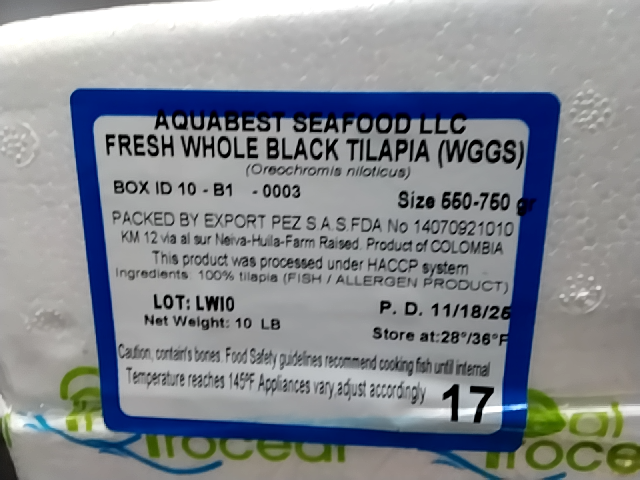 AQUABEST SEAFOOD LLC
FRESH WHOLE BLACK TILAPIA (WGGS)
(Oreochromis niloticus)
BOX ID 10 - B1 - 0003
Size 550-750 gr
PACKED BY EXPORT PEZ S.A.S.FDA No 14070921010
KM 12 via al sur Neiva-Huila-Farm Raised. Product of COLOMBIA
This product was processed under HACCP system
Ingredients: 100% tilapia (FISH / ALLERGEN PRODUCT)
LOT: LWI0
P. D. 11/18/25
Net Weight: 10 LB
Store at:28°/36°F
Caution, contain's bones. Food Safety guidelines recommend cooking fish until internal
Temperature reaches 145ºF Appliances vary,adjust accordingly
17